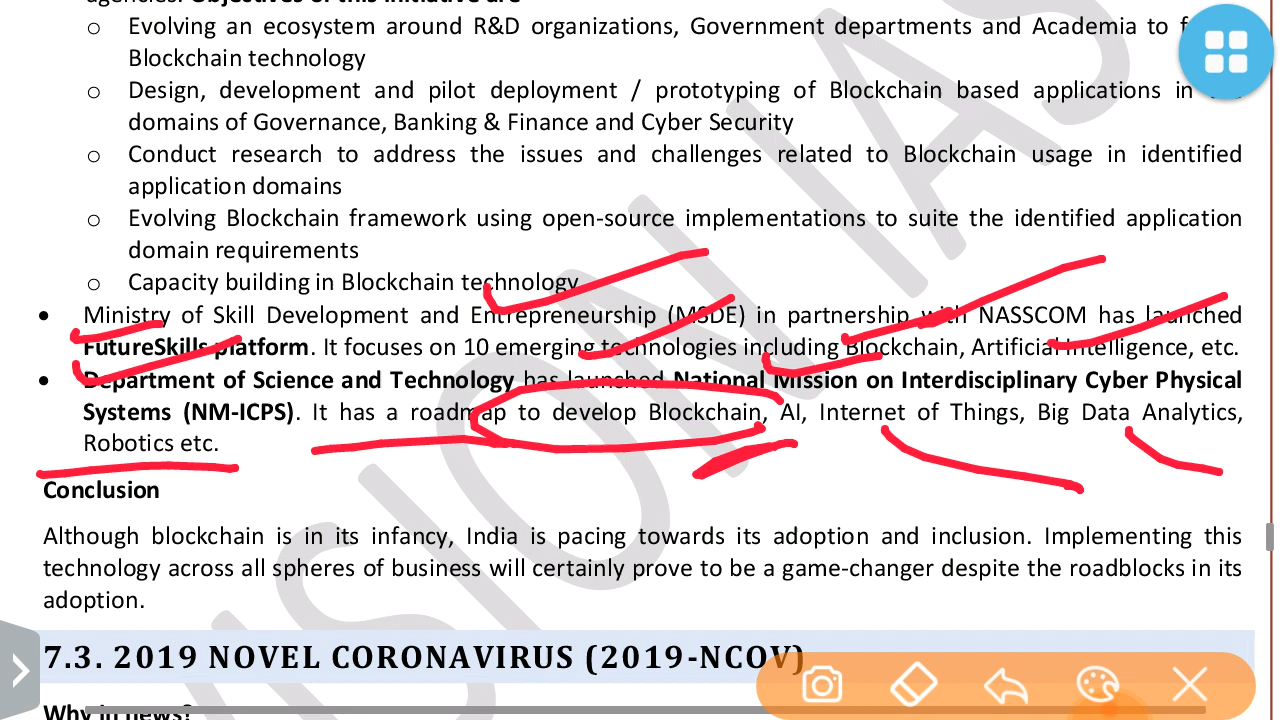 agencies. Objectives of this initiative are
o Evolving an ecosystem around R&D organizations, Government departments and Academia to
Blockchain technology
o Design, development and pilot deployment / prototyping of Blockchain based applications in
domains of Governance, Banking & Finance and Cyber Security
o Conduct research to address the issues and challenges related to Blockchain usage in identified
application domains
o Evolving Blockchain framework using open-source implementations to suite the identified application
domain requirements
o Capacity building in Blockchain technology
• Ministry of Skill Development and Entrepreneurship (MSDE) in partnership with NASSCOM has launched
FutureSkills platform. It focuses on 10 emerging technologies including Blockchain, Artificial Intelligence, etc.
• Department of Science and Technology has launched National Mission on Interdisciplinary Cyber Physical
Systems (NM-ICPS). It has a roadmap to develop Blockchain, AI, Internet of Things, Big Data Analytics,
Robotics etc.
Conclusion
Although blockchain is in its infancy, India is pacing towards its adoption and inclusion. Implementing this
technology across all spheres of business will certainly prove to be a game-changer despite the roadblocks in its
adoption.
7.3. 2019 NOVEL CORONAVIRUS (2019-NCOV)
Why in news?
VISION IAS